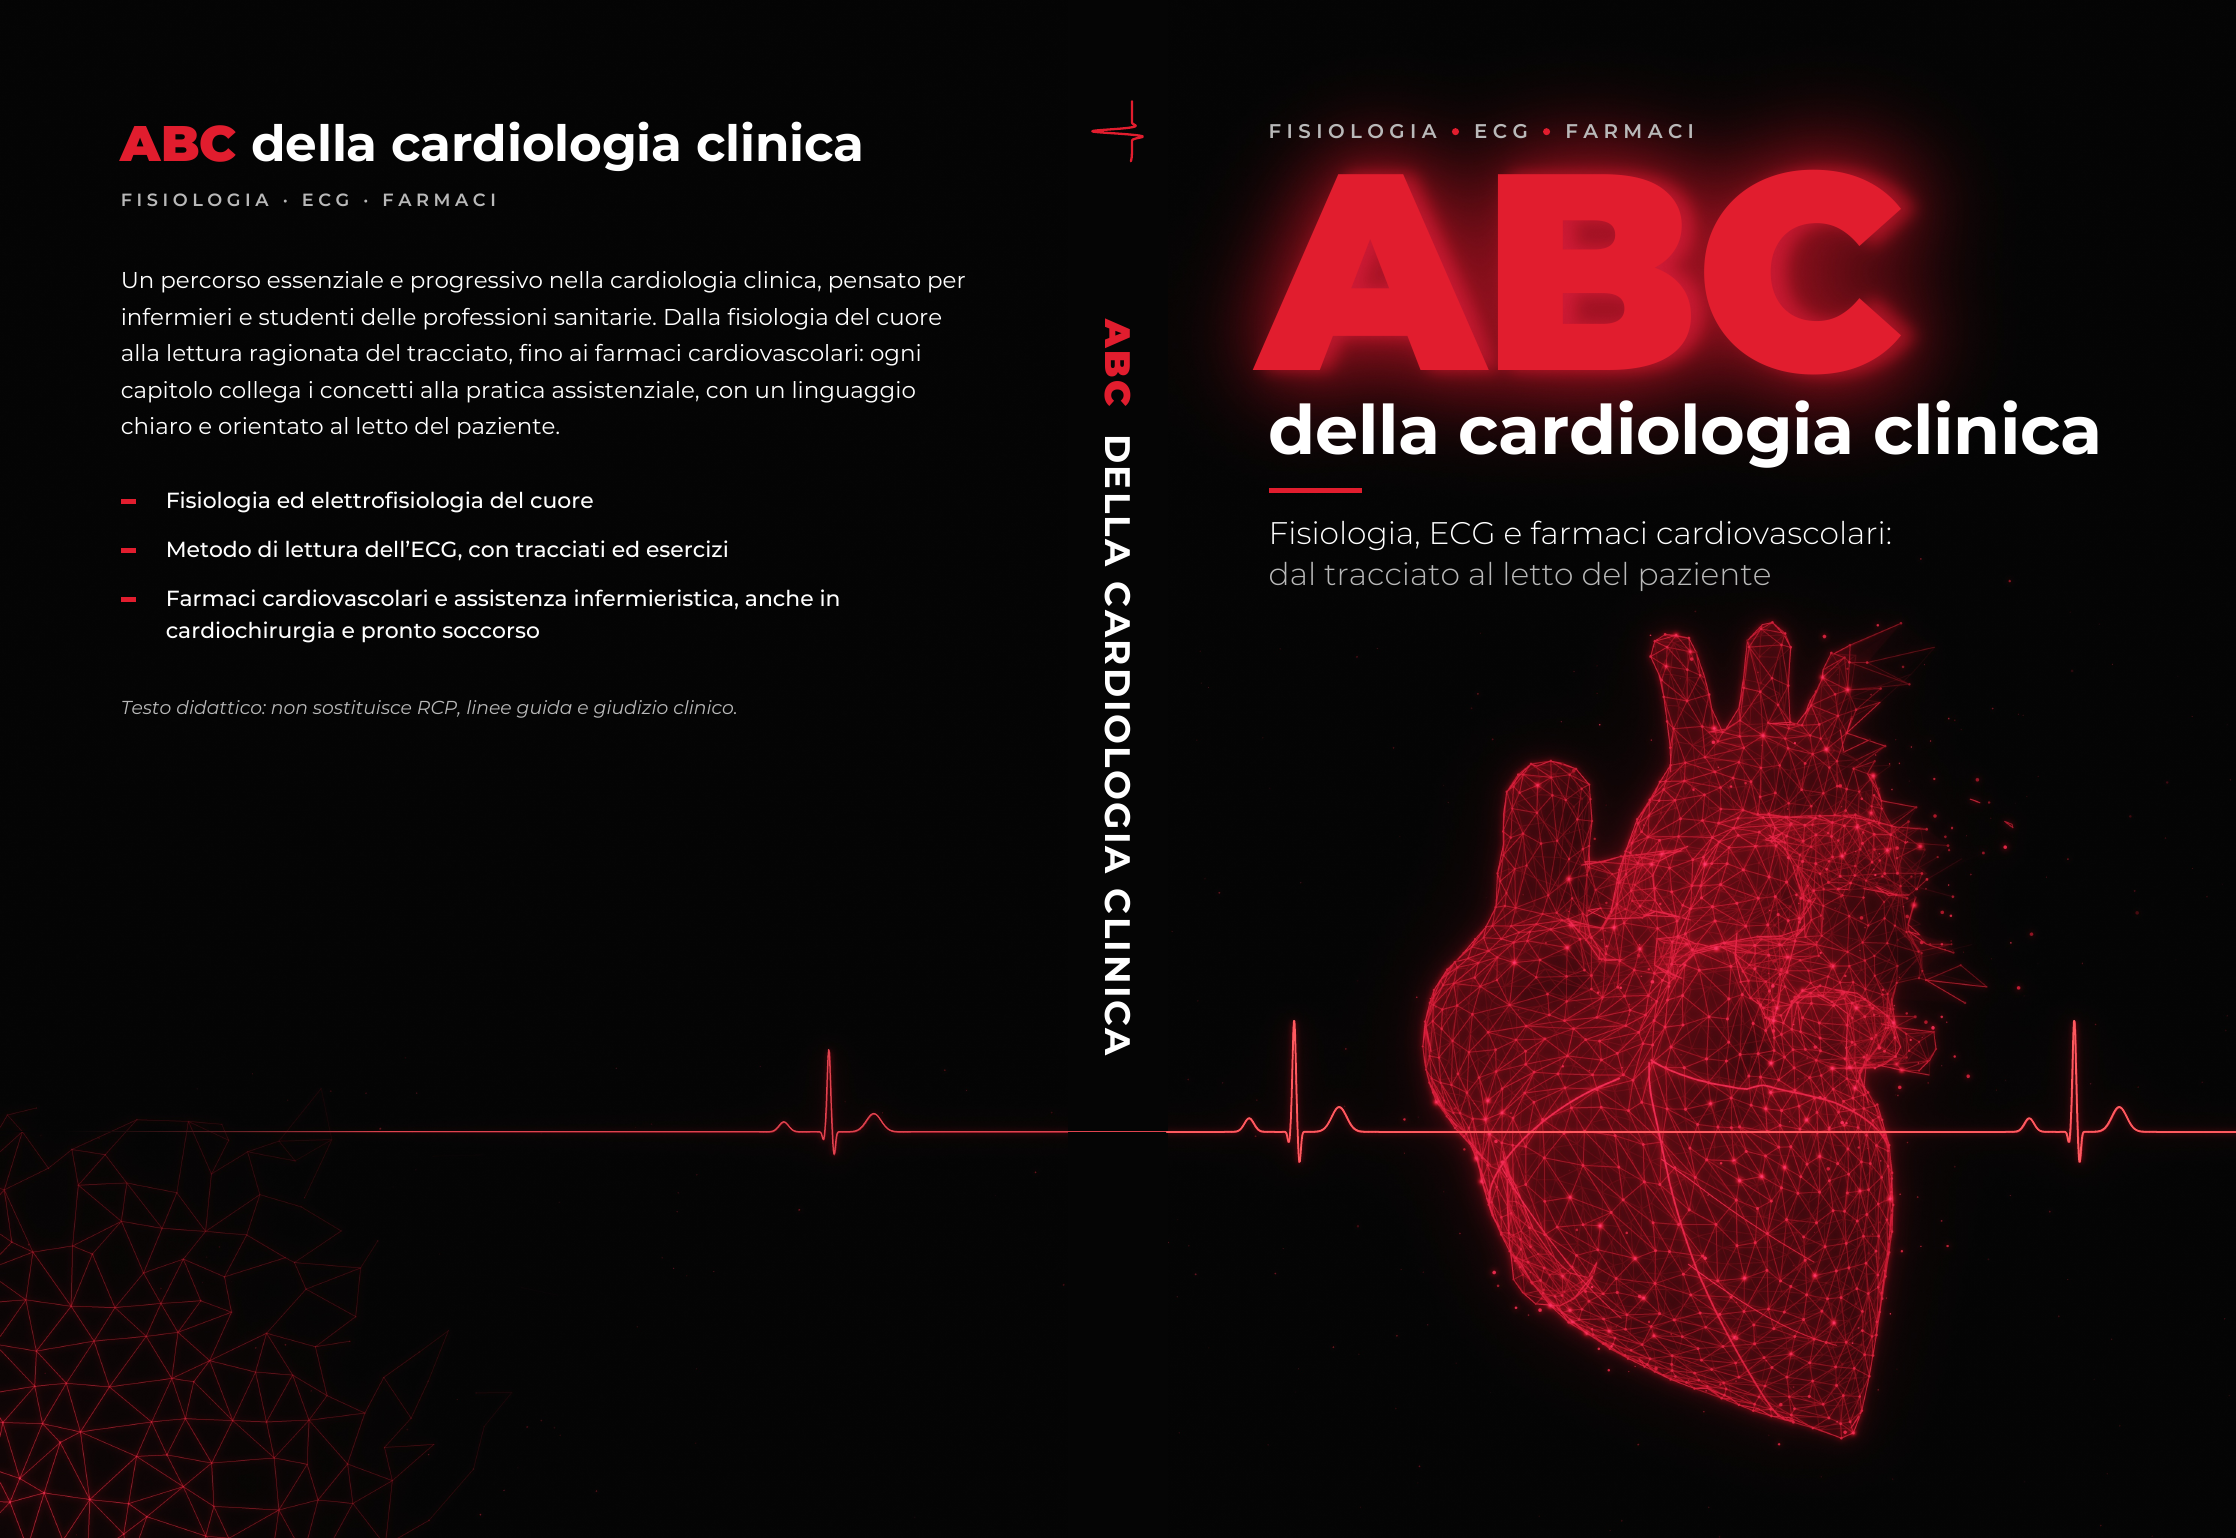 ABC della cardiologia clinica
FISIOLOGIA · ECG · FARMACI
Un percorso essenziale e progressivo nella cardiologia clinica, pensato per
infermieri e studenti delle professioni sanitarie. Dalla fisiologia del cuore
alla lettura ragionata del tracciato, fino ai farmaci cardiovascolari: ogni
capitolo collega i concetti alla pratica assistenziale, con un linguaggio
chiaro e orientato al letto del paziente.
Fisiologia ed elettrofisiologia del cuore
Metodo di lettura dell’ECG, con tracciati ed esercizi
Farmaci cardiovascolari e assistenza infermieristica, anche in
cardiochirurgia e pronto soccorso
Testo didattico: non sostituisce RCP, linee guida e giudizio clinico.
ABC DELLA CARDIOLOGIA CLINICA
FISIOLOGIA • ECG • FARMACI
ABC
della cardiologia clinica
Fisiologia, ECG e farmaci cardiovascolari:
dal tracciato al letto del paziente